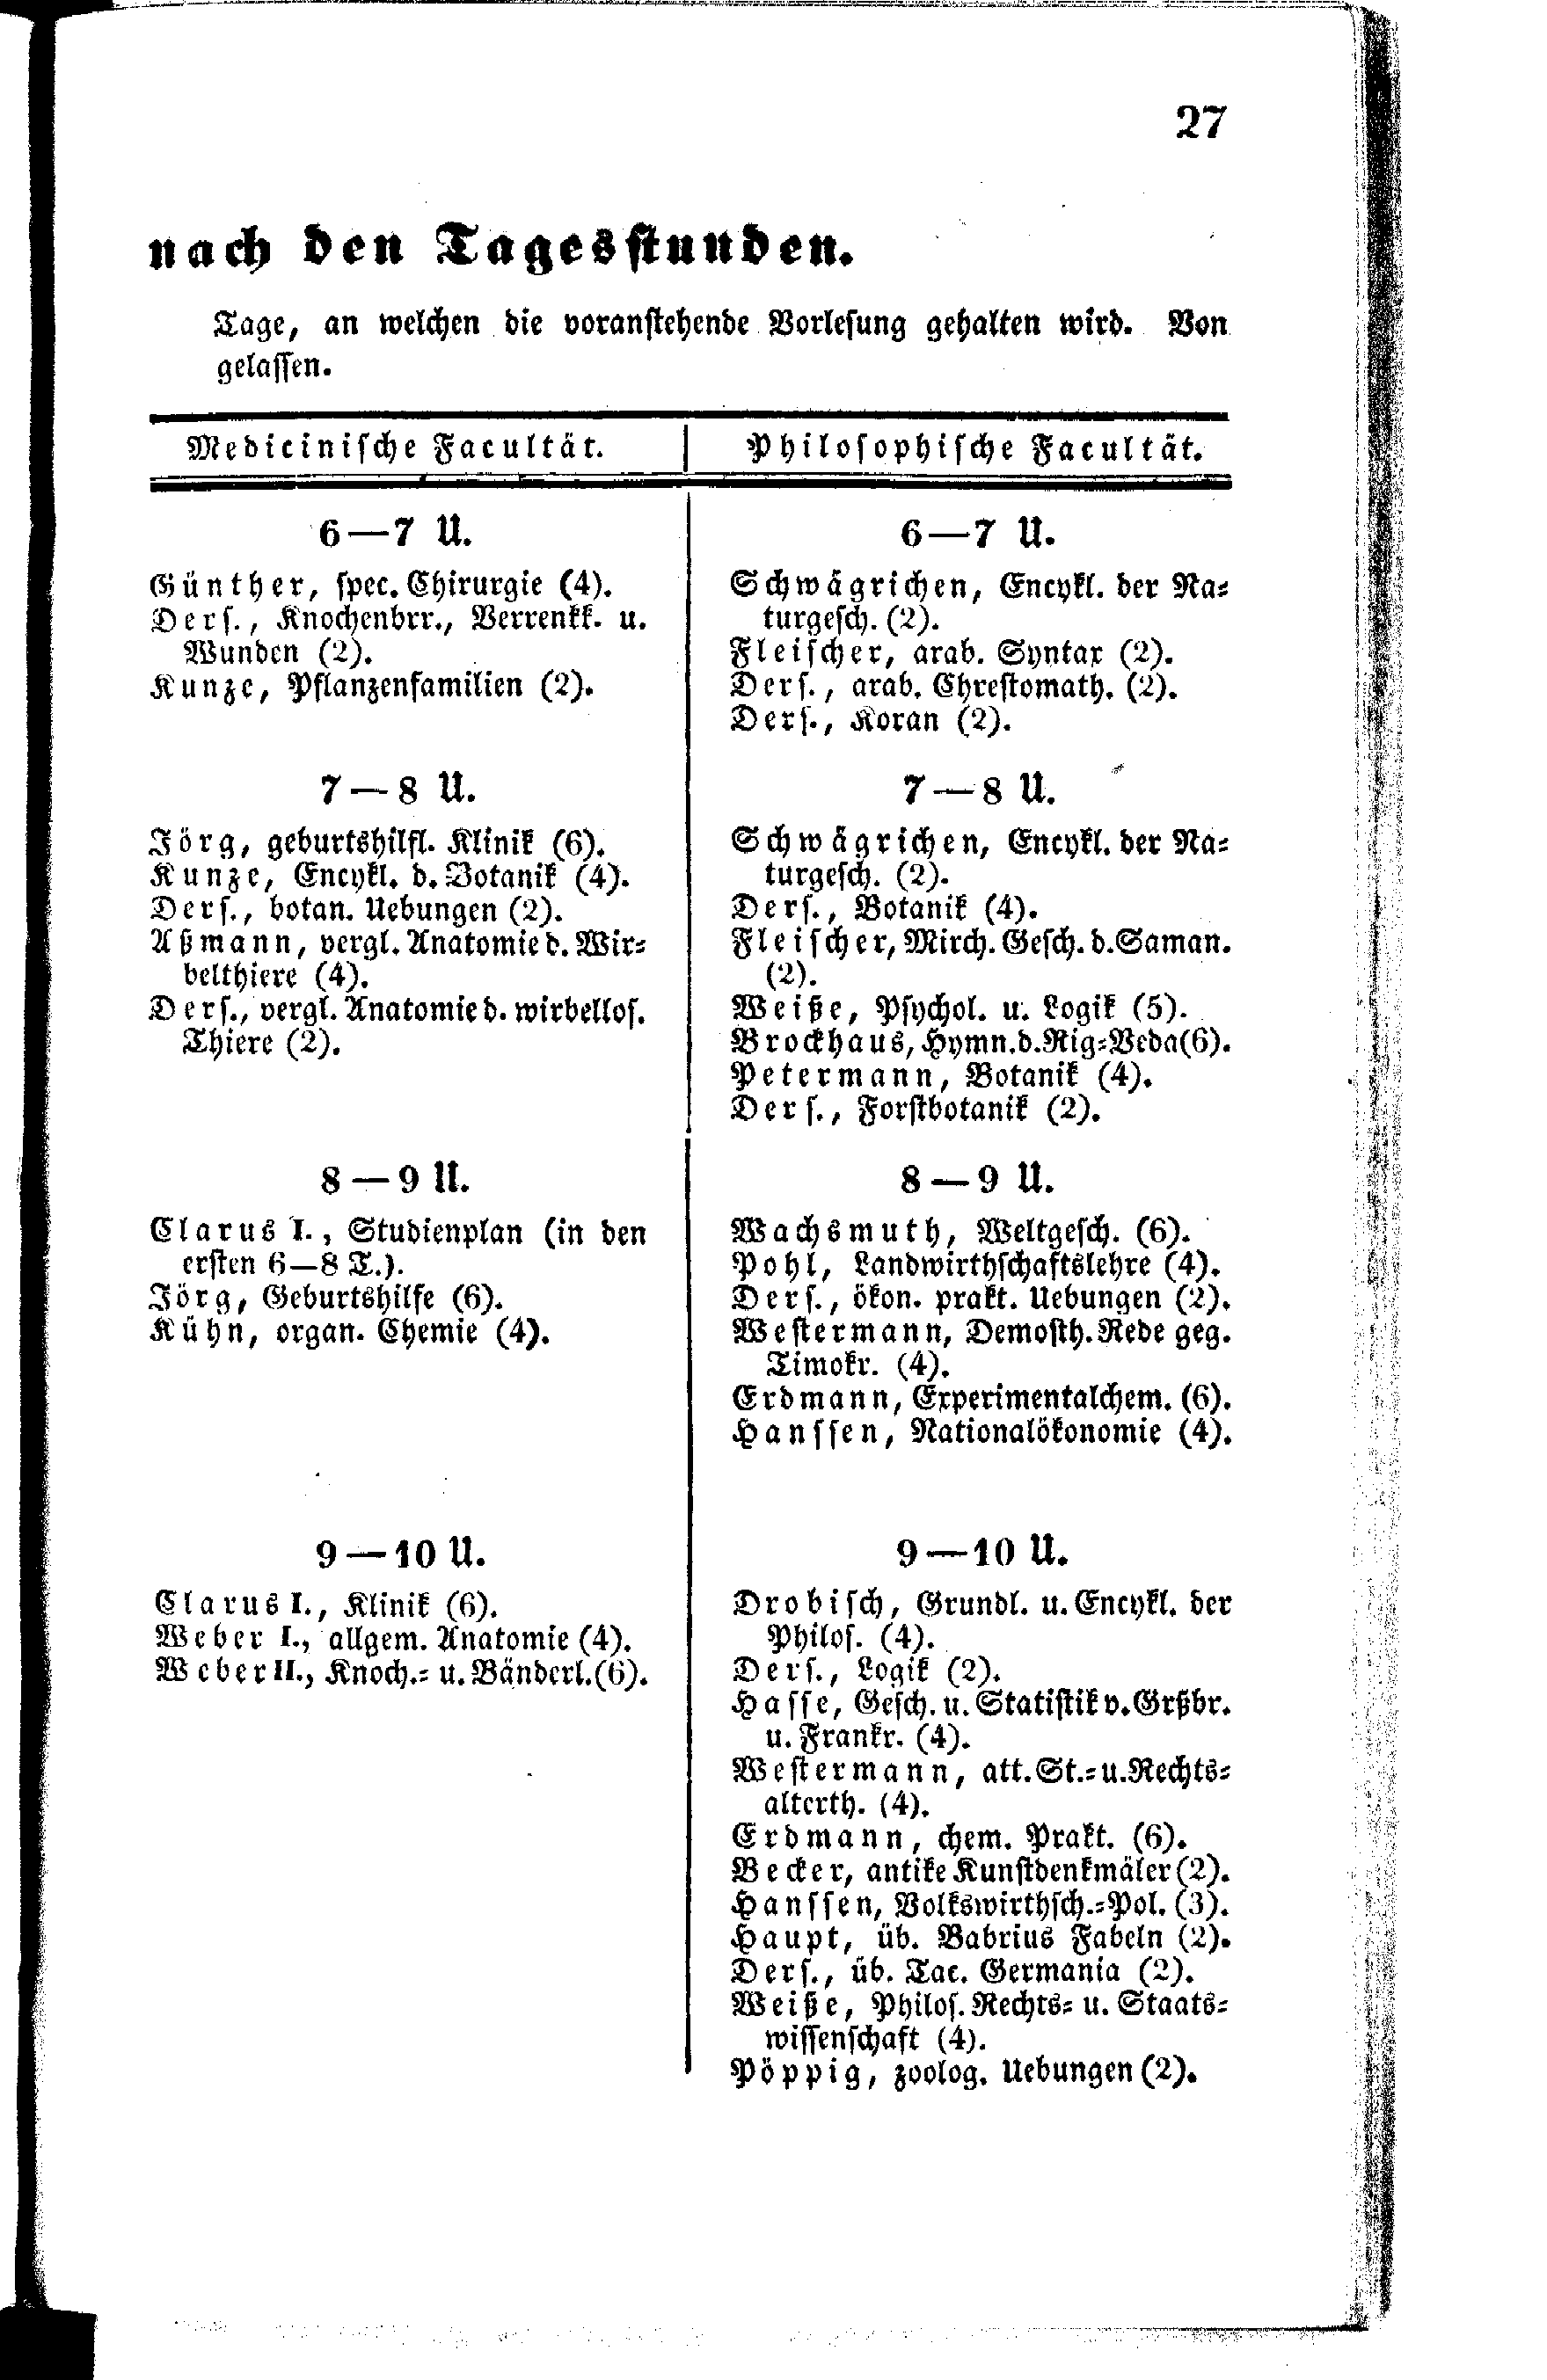 27
nach den Tagesstunden.
Tage, an welchen die voranstehende Vorlesung gehalten wird. Von
gelassen.
Medicinische Facultät.
6—7 U.
Günther, spec. Chirurgie (4).
Ders., Knochenbrr., Verrenkk. u.
Wunden (2).
Kunze, Pflanzenfamilien (2).
7—8 U.
Jörg, geburtshilfl. Klinik (6).
Kunze, Encykl. d. Botanik (4).
Ders., botan. Uebungen (2).
Aßmann, vergl. Anatomie d. Wir-
belthiere (4).
Ders., vergl. Anatomie d. wirbellos.
Thiere (2).
8—9 U.
Clarus I., Studienplan (in den
ersten 6—8 T.).
Jörg, Geburtshilfe (6).
Kühn, organ. Chemie (4).
9—10 U.
Clarus I., Klinik (6).
Weber I., allgem. Anatomie (4).
Weber II., Knoch.- u. Bänderl. (6).
Philosophische Facultät.
6—7 U.
Schwägrichen, Encykl. der Na-
turgesch. (2).
Fleischer, arab. Syntax (2).
Ders., arab. Chrestomath. (2).
Ders., Koran (2).
7—8 U.
Schwägrichen, Encykl. der Na-
turgesch. (2).
Ders., Botanik (4).
Fleischer, Mirch. Gesch. d. Saman.
(2).
Weiße, Psychol. u. Logik (5).
Brockhaus, Hymn. d. Rig-Veda (6).
Petermann, Botanik (4).
Ders., Forstbotanik (2).
8—9 U.
Wachsmuth, Weltgesch. (6).
Pohl, Landwirthschaftslehre (4).
Ders., ökon. prakt. Uebungen (2).
Westermann, Demosth. Rede geg.
Timokr. (4).
Erdmann, Experimentalchem. (6).
Hanssen, Nationalökonomie (4).
9—10 U.
Drobisch, Grundl. u. Encykl. der
Philos. (4).
Ders., Logik (2).
Hasse, Gesch. u. Statistik v. Grßbr.
u. Frankr. (4).
Westermann, att. St.- u. Rechts-
alterth. (4).
Erdmann, chem. Prakt. (6).
Becker, antike Kunstdenkmäler (2).
Hanssen, Volkswirthsch.-Pol. (3).
Haupt, üb. Babrius Fabeln (2).
Ders., üb. Tac. Germania (2).
Weiße, Philos. Rechts- u. Staats-
wissenschaft (4).
Pöppig, zoolog. Uebungen (2).